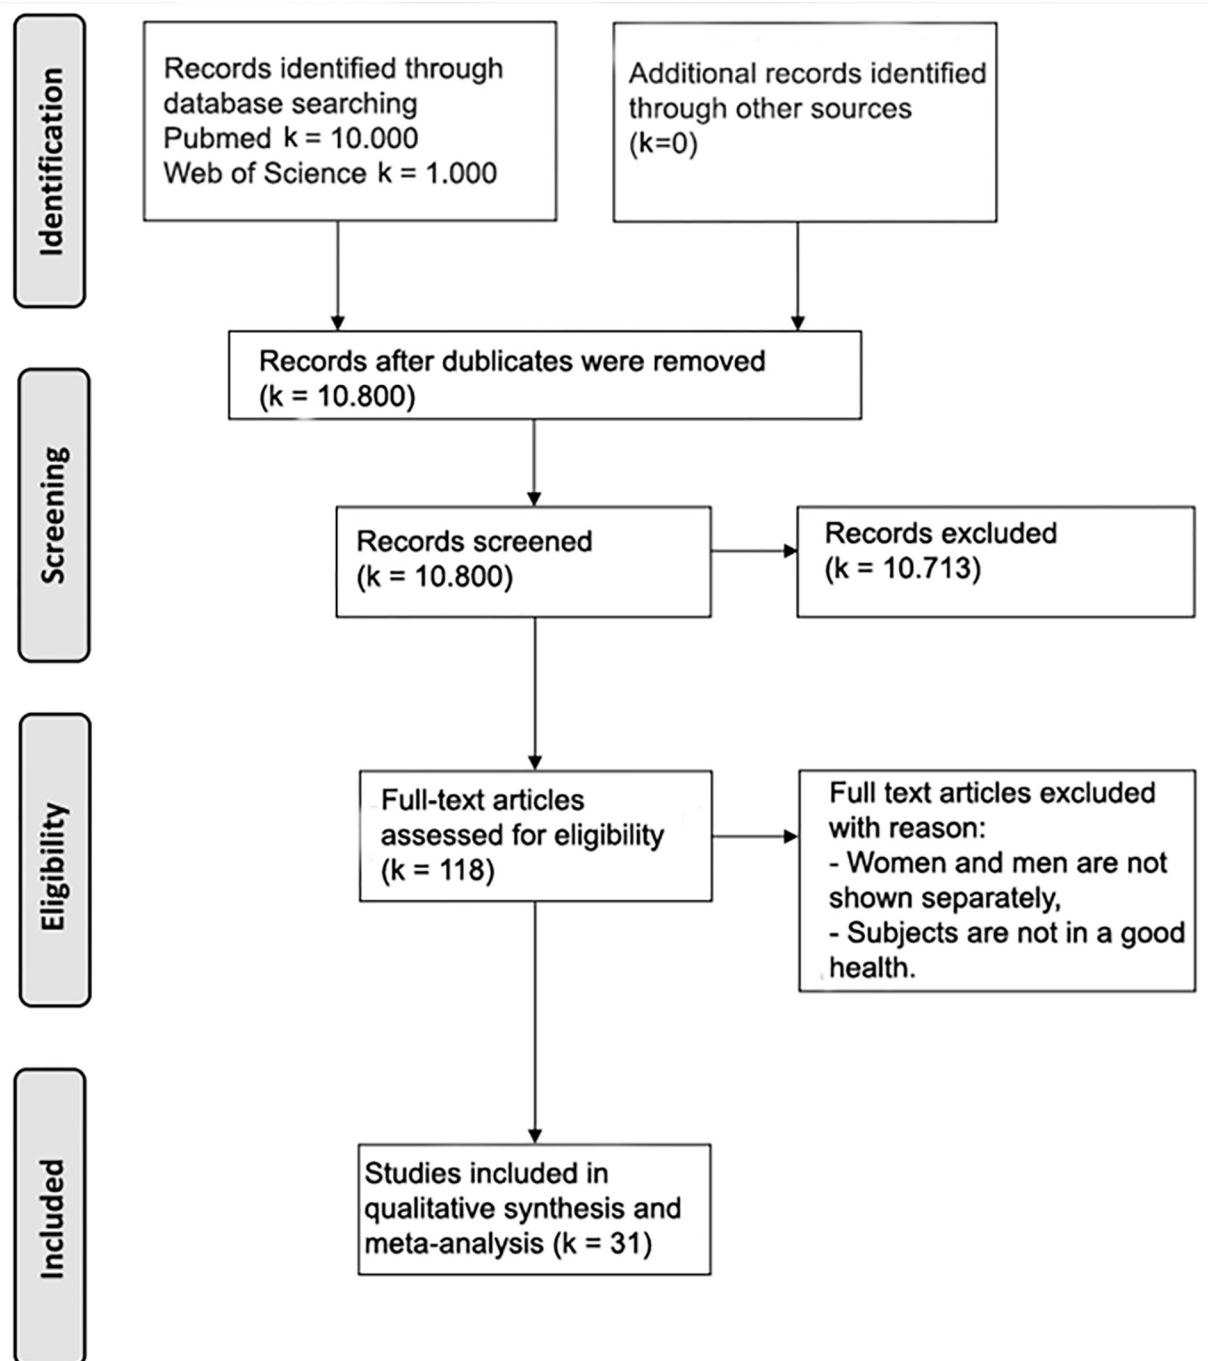 Identification
Records identified through
database searching
Pubmed k = 10.000
Web of Science k = 1.000
Additional records identified
through other sources
(k=0)
Records after dublicates were removed
(k = 10.800)
Screening
Records screened
(k = 10.800)
Records excluded
(k = 10.713)
Eligibility
Full-text articles
assessed for eligibility
(k = 118)
Full text articles excluded
with reason:
- Women and men are not
shown separately,
- Subjects are not in a good
health.
Included
Studies included in
qualitative synthesis and
meta-analysis (k = 31)